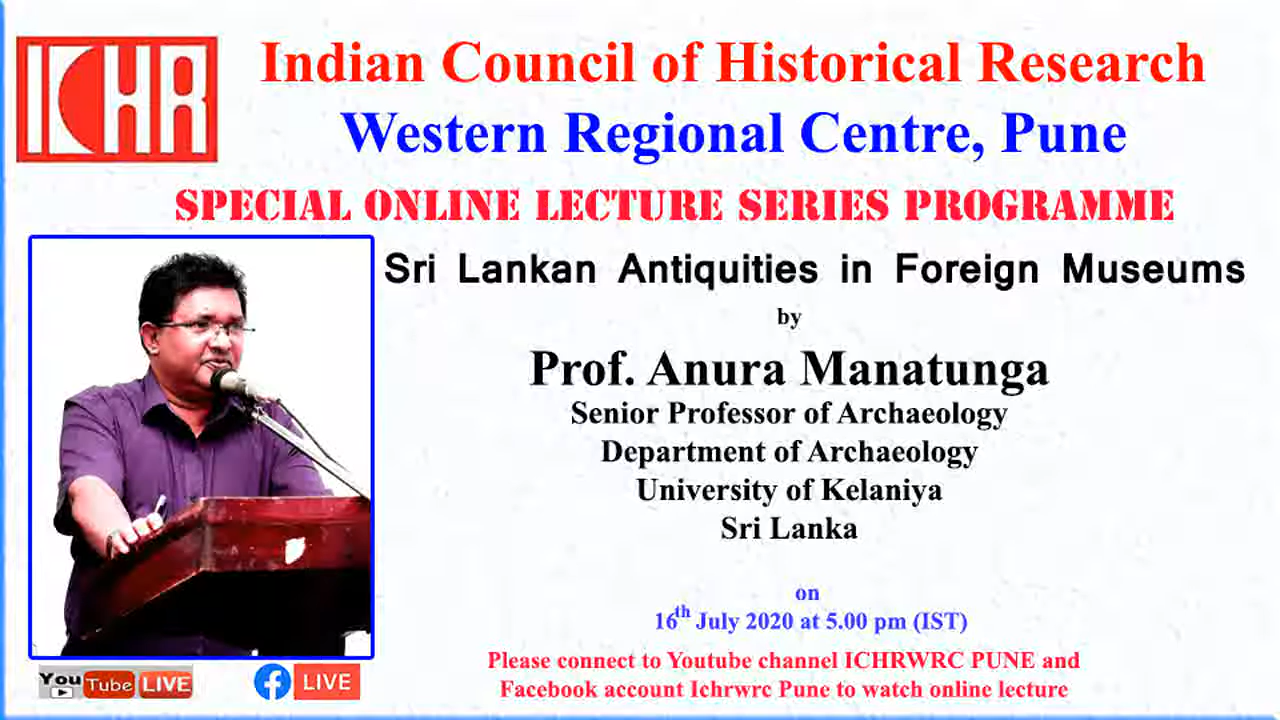 ICHR
Indian Council of Historical Research
Western Regional Centre, Pune
SPECIAL ONLINE LECTURE SERIES PROGRAMME
Sri Lankan Antiquities in Foreign Museums
by
Prof. Anura Manatunga
Senior Professor of Archaeology
Department of Archaeology
University of Kelaniya
Sri Lanka
on
16th July 2020 at 5.00 pm (IST)
Please connect to Youtube channel ICHRWRC PUNE and
Facebook account Ichrwrc Pune to watch online lecture
You Tube LIVE
f LIVE